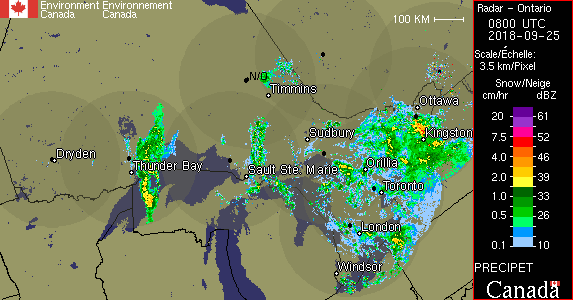 Environment Environnement
Canada Canada
100 KM
Radar - Ontario
0800 UTC
2018-09-25
Scale/Échelle:
3.5 km/Pixel
Snow/Neige
cm/hr dBZ
20 61
7.5 52
4.0 46
2.0 39
1.0 33
0.5 26
0.1 10
PRECIPET
Canada
N/D
Timmins
Ottawa
Sudbury
Kingston
Dryden
Thunder Bay
Sault Ste. Marie
Orillia
Toronto
London
Windsor